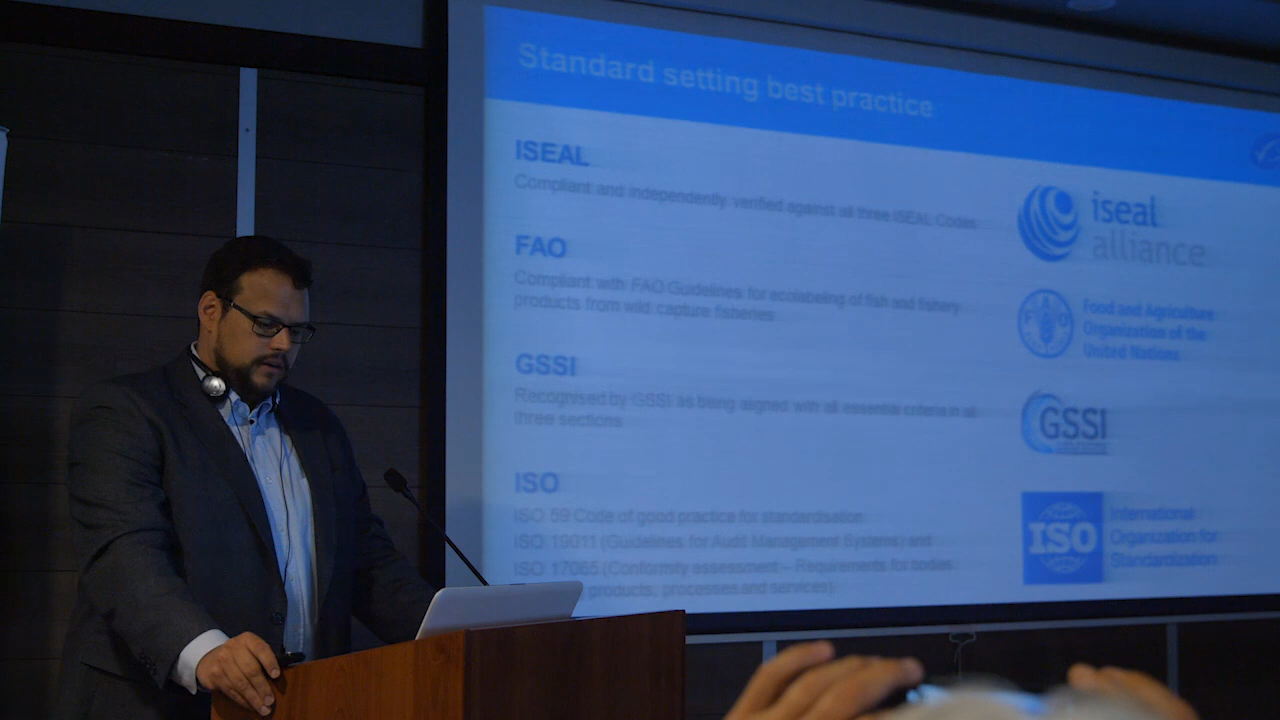 Standard setting best practice
ISEAL
Compliant and independently verified against all three ISEAL Codes
iseal
alliance
FAO
Compliant with FAO Guidelines for ecolabeling of fish and fishery
products from wild capture fisheries
Food and Agriculture
Organization of the
United Nations
GSSI
Recognised by GSSI as being aligned with all essential criteria in all
three sections
GSSI
ISO
ISO 59 Code of good practice for standardisation
ISO 19011 (Guidelines for Audit Management Systems) and
ISO 17065 (Conformity assessment – Requirements for bodies
products, processes and services)
ISO
International
Organization for
Standardization